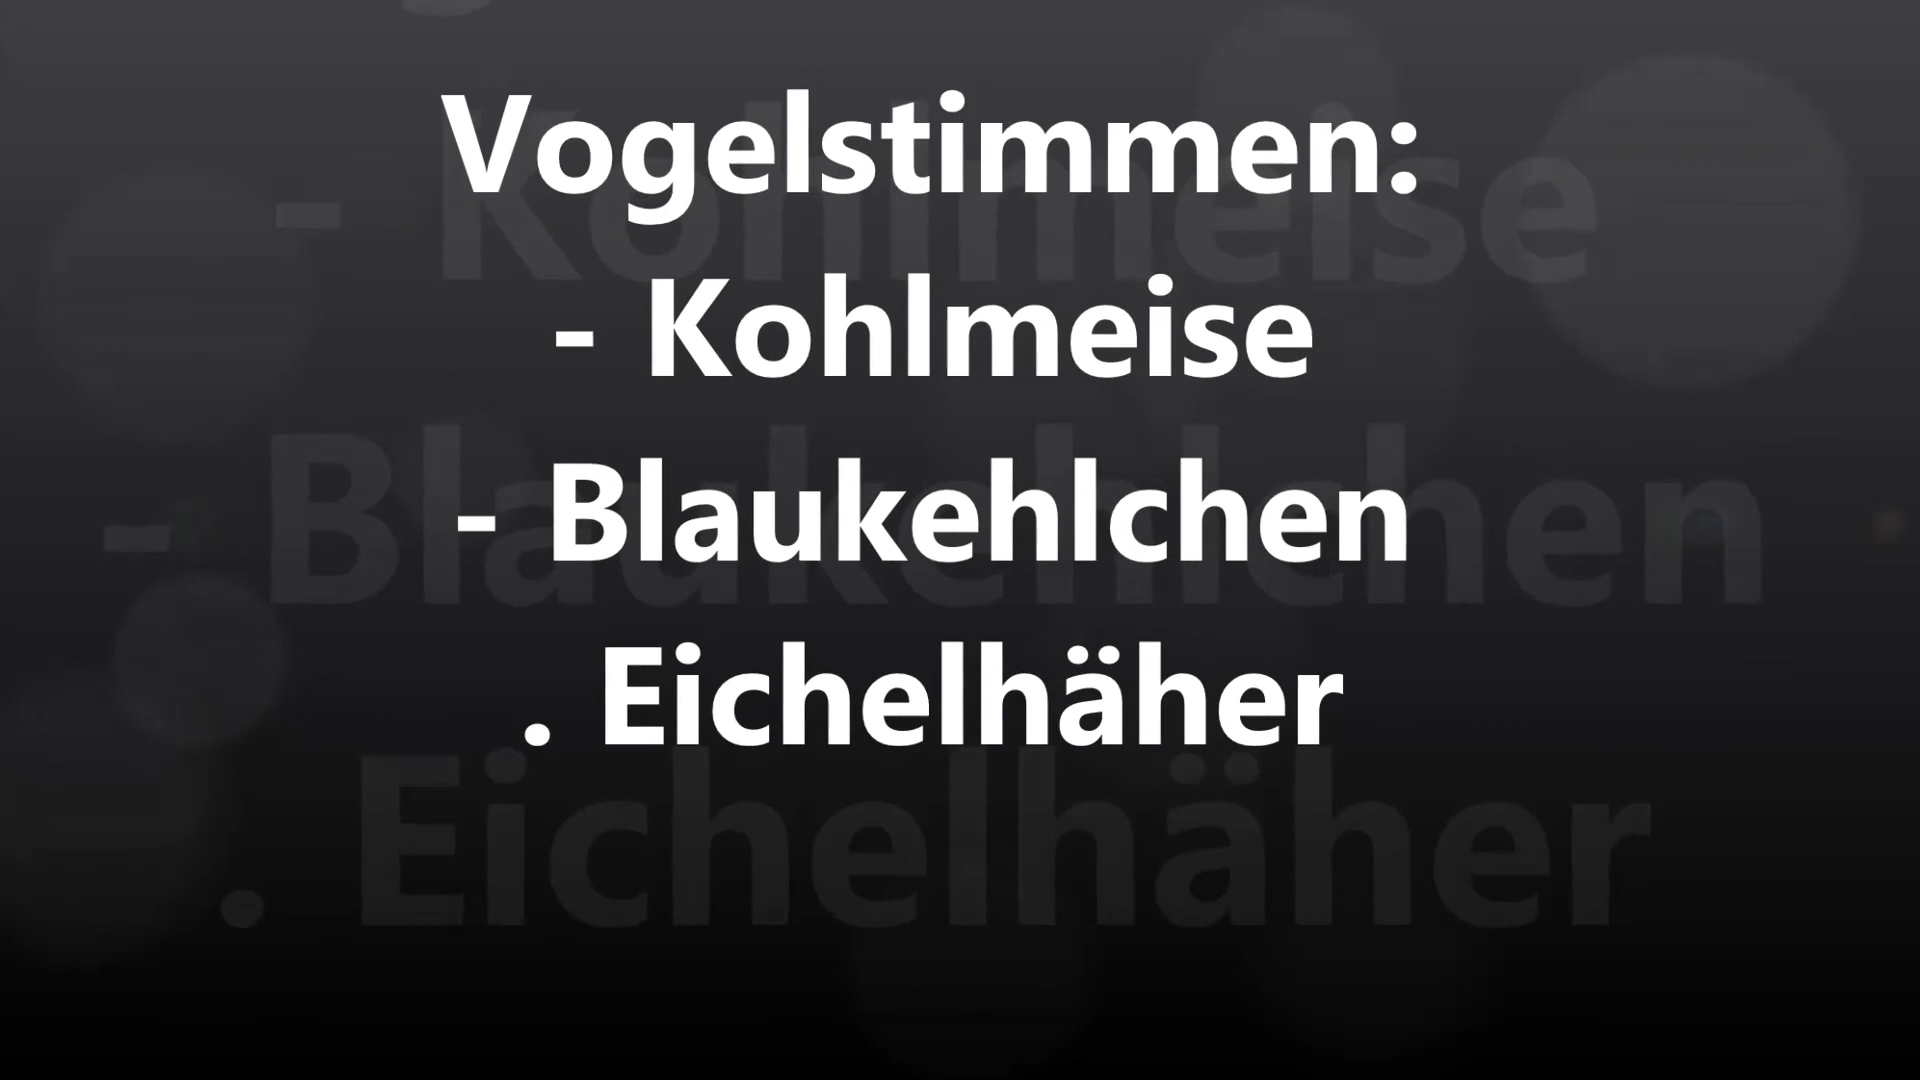 Vogelstimmen:
- Kohlmeise
- Blaukehlchen
. Eichelhäher